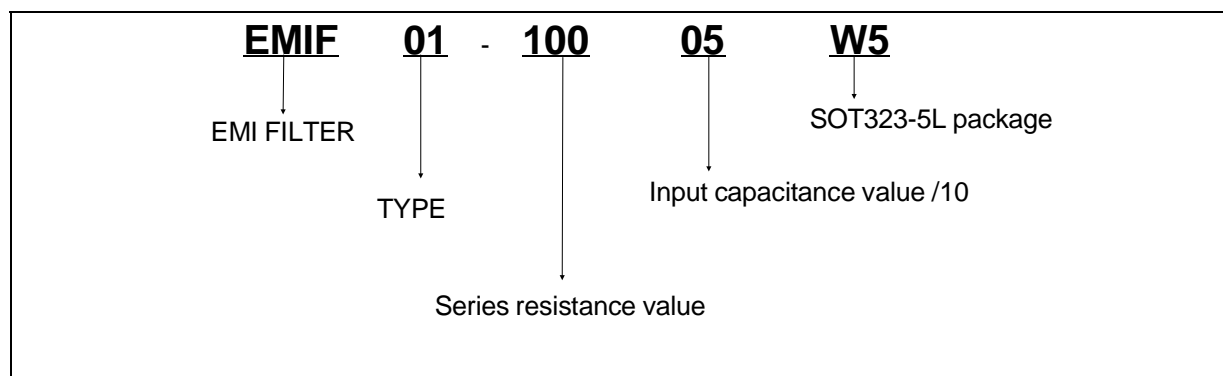 EMIF 01 - 100 05 W5
EMI FILTER
SOT323-5L package
TYPE
Input capacitance value /10
Series resistance value